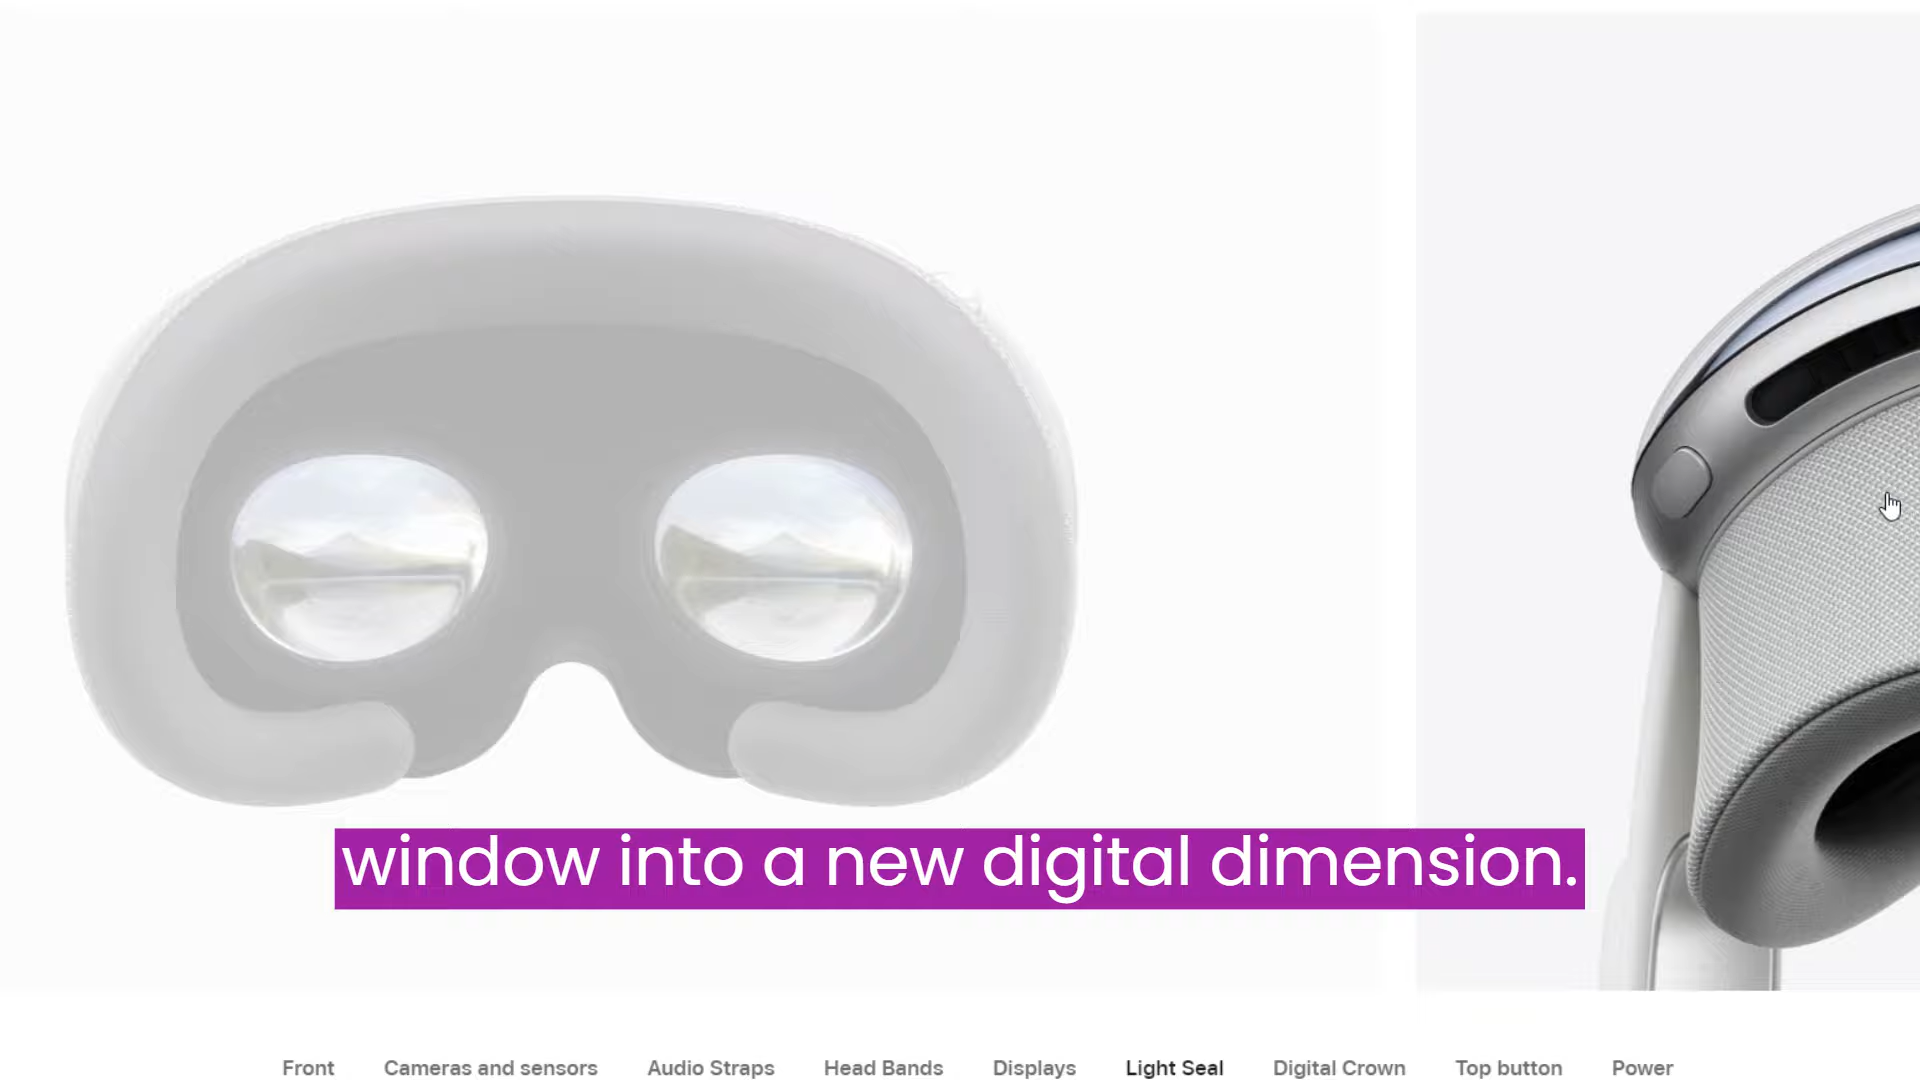 window into a new digital dimension.
Front Cameras and sensors Audio Straps Head Bands Displays Light Seal Digital Crown Top button Power